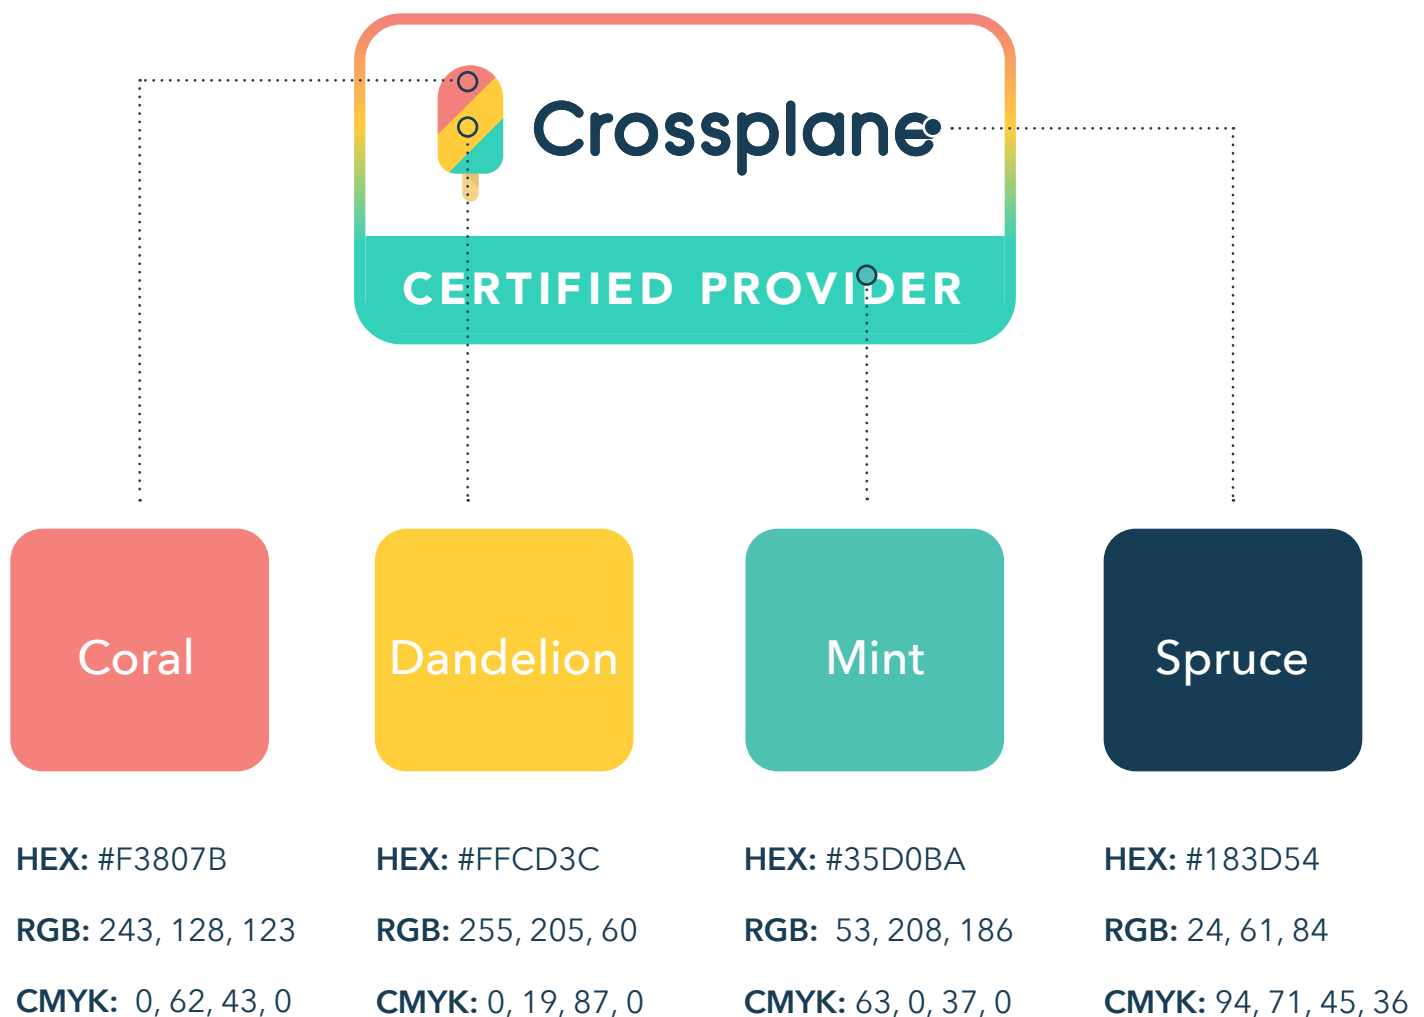 Crossplane
CERTIFIED PROVIDER
Coral
Dandelion
Mint
Spruce
HEX: #F3807B
HEX: #FFCD3C
HEX: #35D0BA
HEX: #183D54
RGB: 243, 128, 123
RGB: 255, 205, 60
RGB: 53, 208, 186
RGB: 24, 61, 84
CMYK: 0, 62, 43, 0
CMYK: 0, 19, 87, 0
CMYK: 63, 0, 37, 0
CMYK: 94, 71, 45, 36